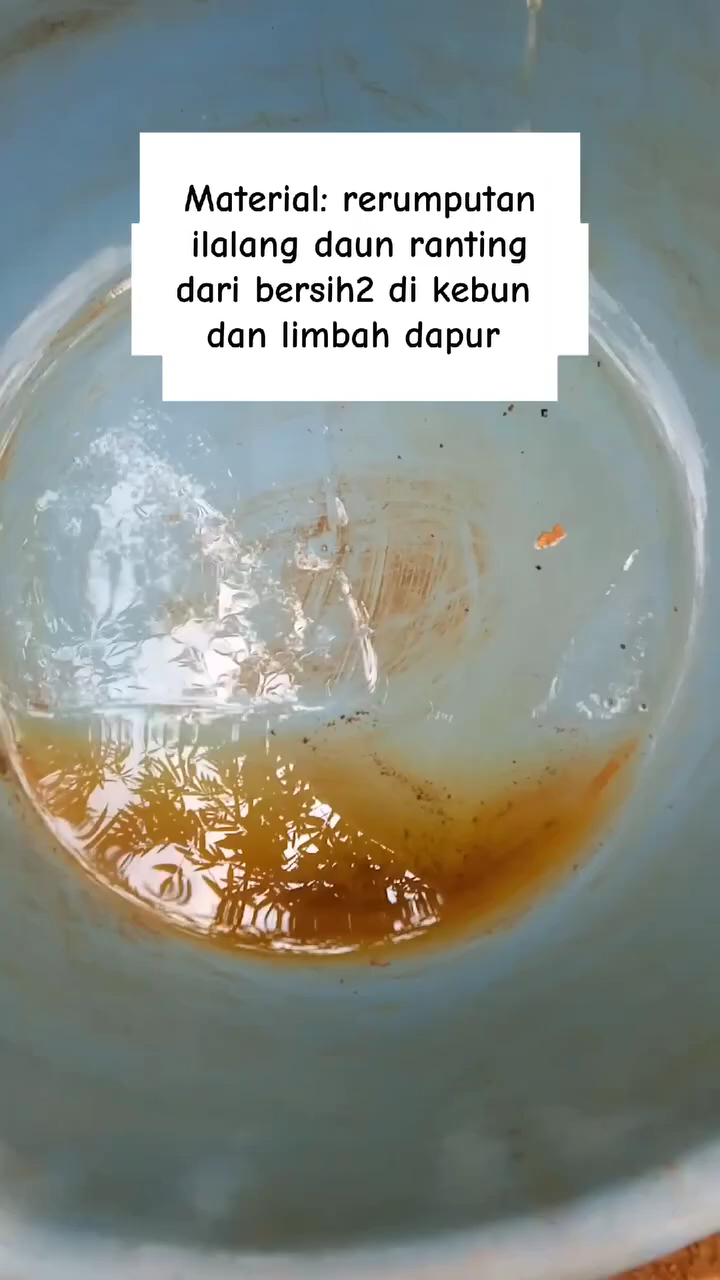 Material: rerumputan
ilalang daun ranting
dari bersih2 di kebun
dan limbah dapur